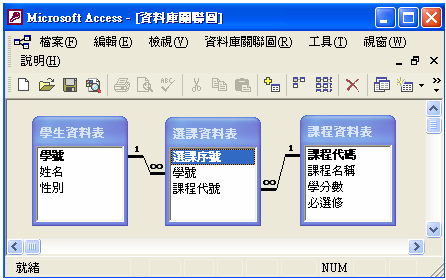 Microsoft Access - [資料庫關聯圖]
檔案(F) 編輯(E) 檢視(V) 資料庫關聯圖(R) 工具(T) 視窗(W)
說明(H)
學生資料表
學號
姓名
性別
1
∞
選課資料表
選課序號
學號
課程代號
∞
1
課程資料表
課程代碼
課程名稱
學分數
必選修
就緒 NUM